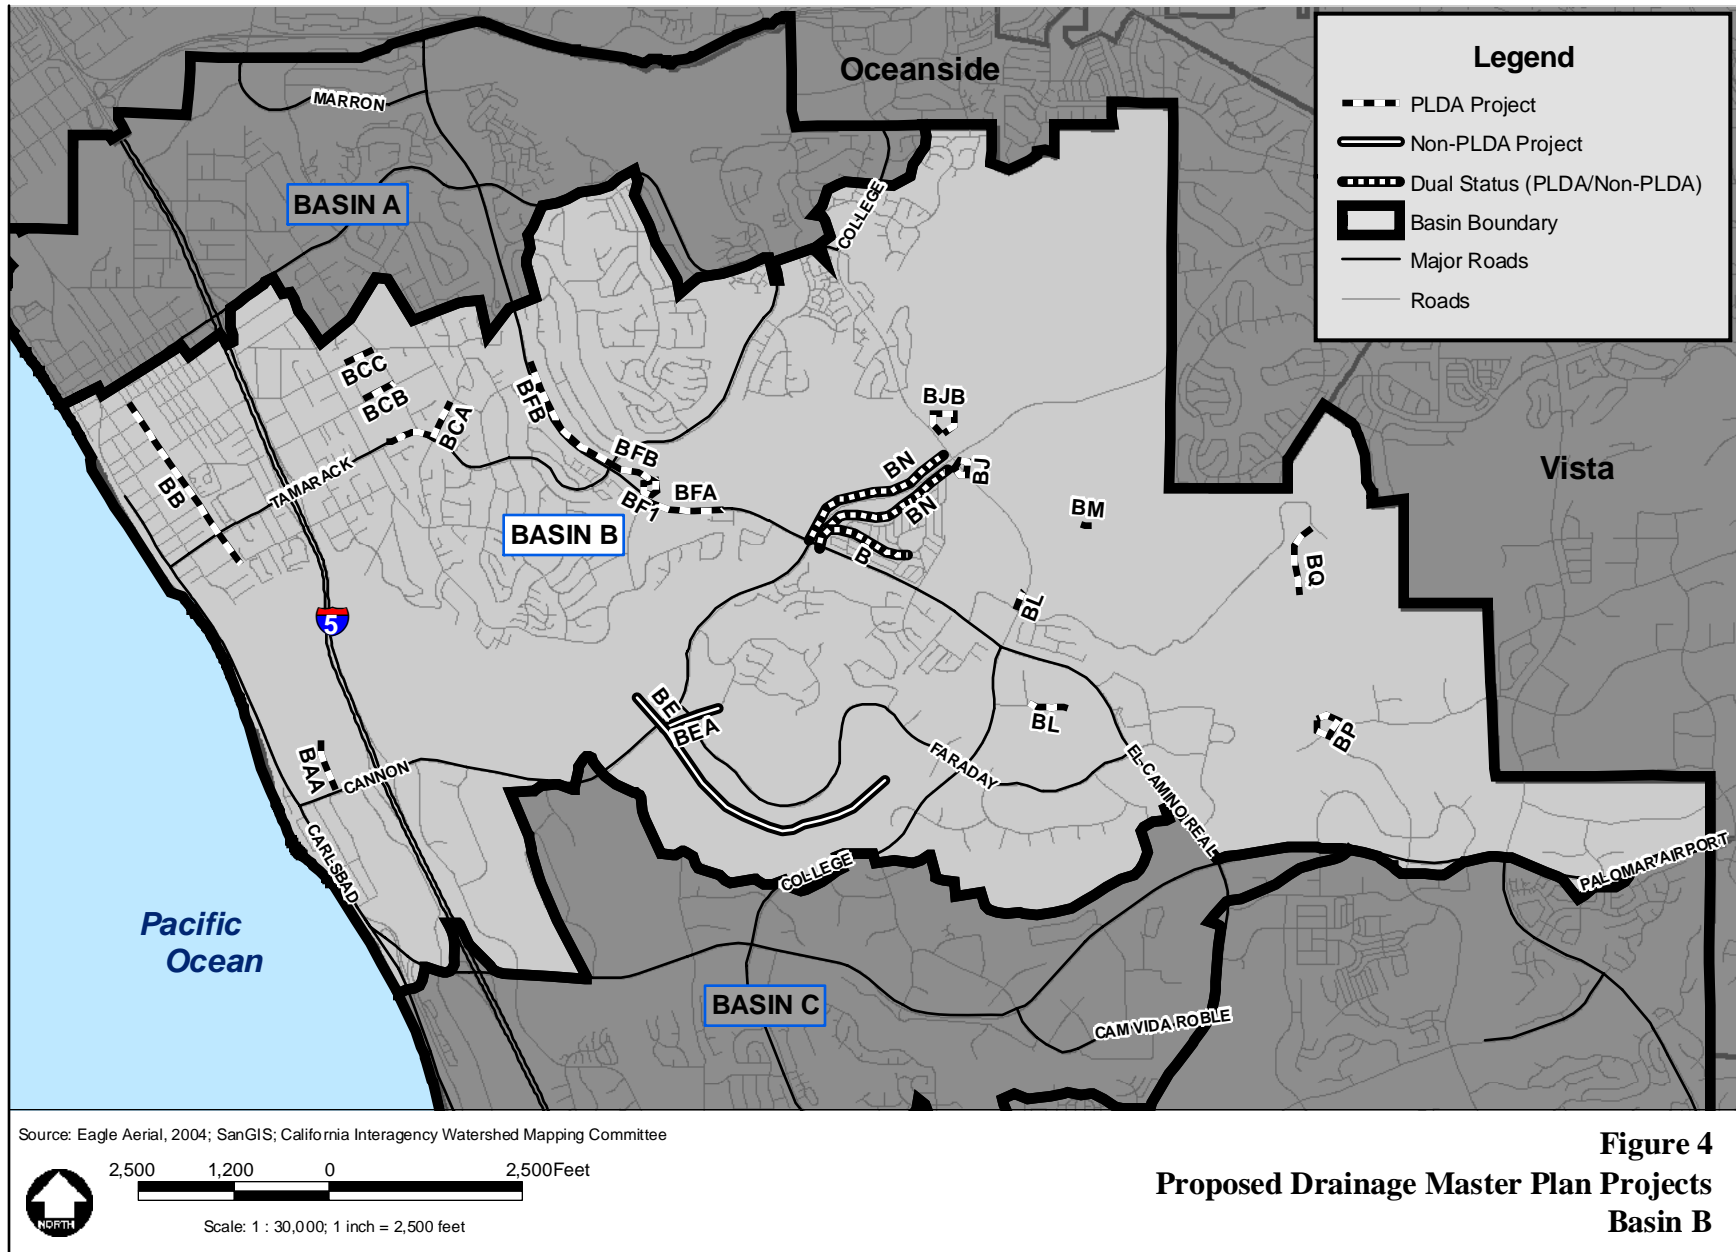 Oceanside
Legend
PLDA Project
Non-PLDA Project
Dual Status (PLDA/Non-PLDA)
Basin Boundary
Major Roads
Roads
MARRON
BASIN A
COLLEGE
BCC
BCB
BCA
BFB
BJB
BB
TAMARACK
BFB
BN
BJ
Vista
BF1
BFA
BN
BM
BASIN B
B
BQ
5
BL
BE
BEA
BL
BP
BAA
CANNON
FARADAY
EL CAMINO REAL
CARLSBAD
COLLEGE
PALOMAR AIRPORT
Pacific
Ocean
BASIN C
CAM VIDA ROBLE
Source: Eagle Aerial, 2004; SanGIS; California Interagency Watershed Mapping Committee
2,500 1,200 0 2,500Feet
NORTH
Scale: 1 : 30,000; 1 inch = 2,500 feet
Figure 4
Proposed Drainage Master Plan Projects
Basin B